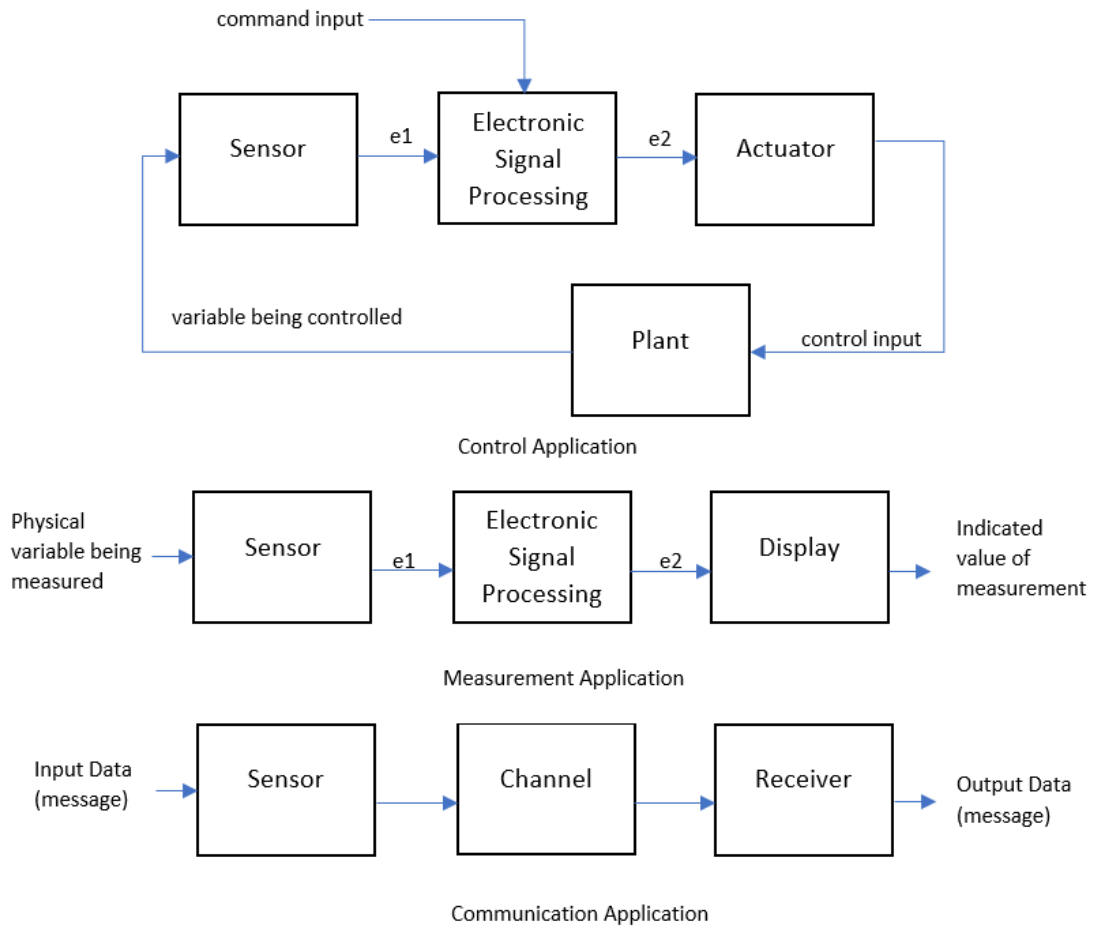 command input
Sensor
e1
Electronic
Signal
Processing
e2
Actuator
variable being controlled
Plant
control input
Control Application
Physical
variable being
measured
Sensor
e1
Electronic
Signal
Processing
e2
Display
Indicated
value of
measurement
Measurement Application
Input Data
(message)
Sensor
Channel
Receiver
Output Data
(message)
Communication Application